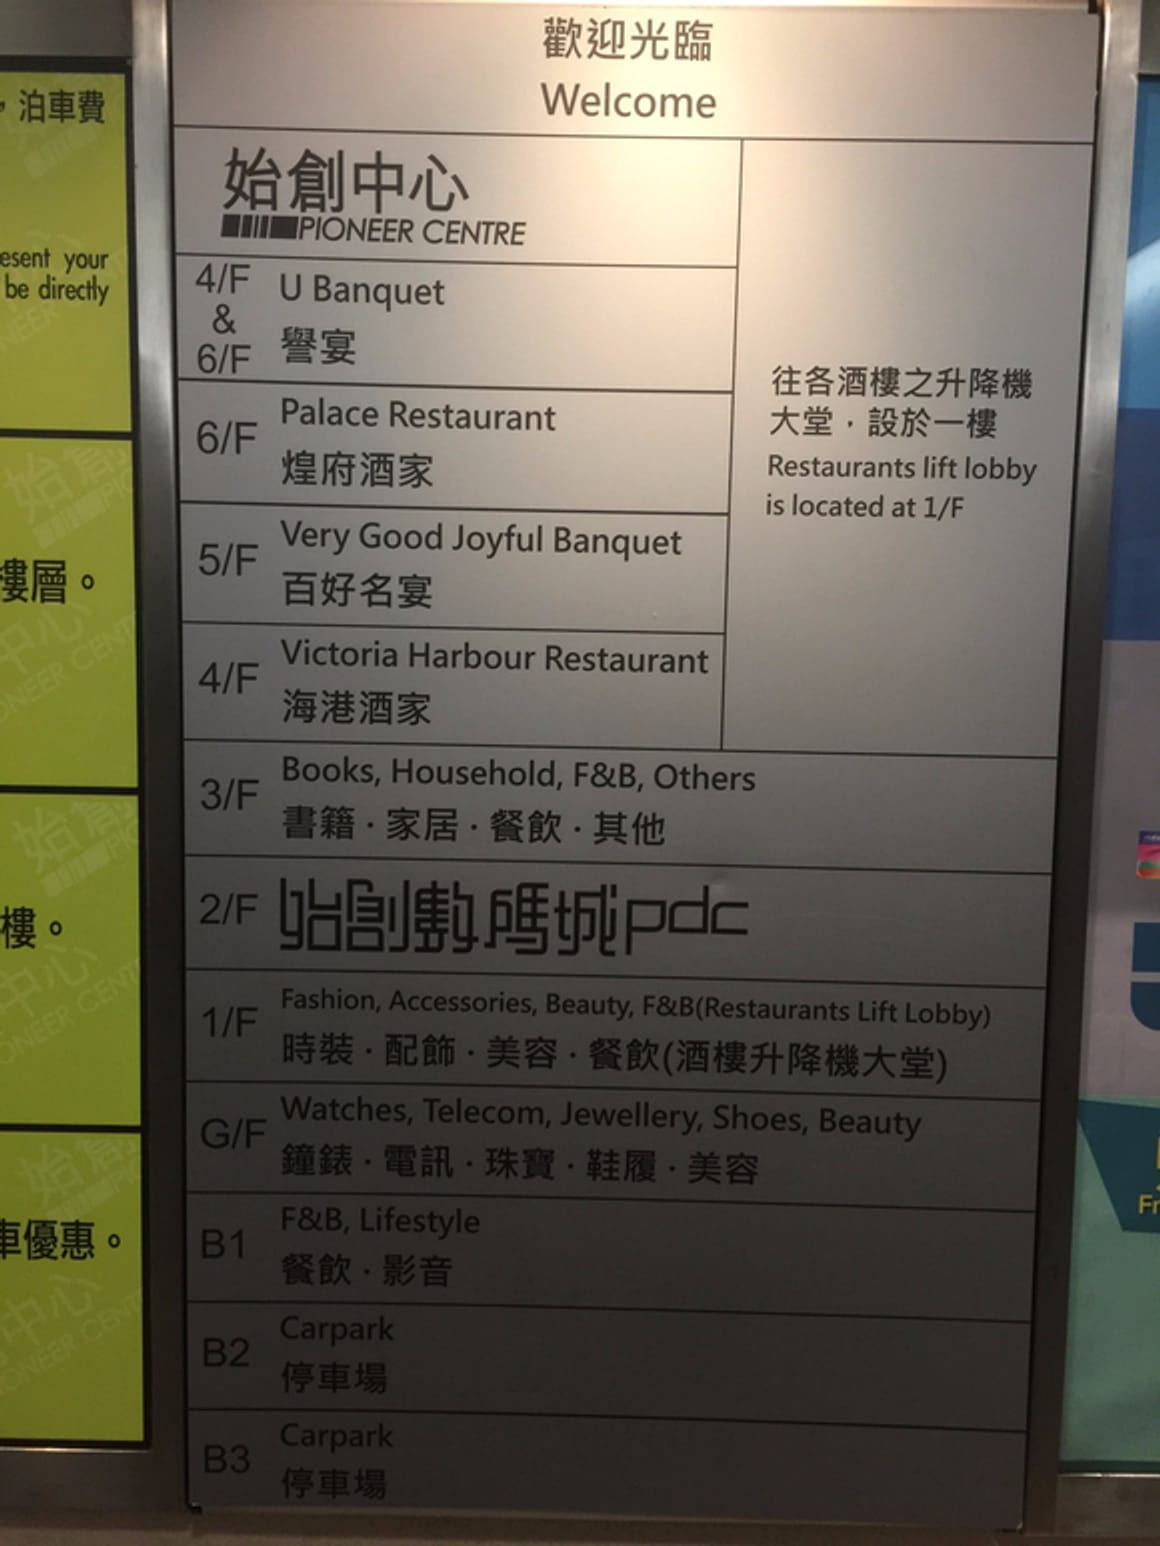 歡迎光臨
Welcome
始創中心
PIONEER CENTRE
4/F
&
6/F
U Banquet
譽宴
6/F
Palace Restaurant
煌府酒家
5/F
Very Good Joyful Banquet
百好名宴
4/F
Victoria Harbour Restaurant
海港酒家
往各酒樓之升降機
大堂，設於一樓
Restaurants lift lobby
is located at 1/F
3/F
Books, Household, F&B, Others
書籍·家居·餐飲·其他
2/F
始創數碼城pdc
1/F
Fashion, Accessories, Beauty, F&B(Restaurants Lift Lobby)
時裝·配飾·美容·餐飲(酒樓升降機大堂)
G/F
Watches, Telecom, Jewellery, Shoes, Beauty
鐘錶·電訊·珠寶·鞋履·美容
B1
F&B, Lifestyle
餐飲·影音
B2
Carpark
停車場
B3
Carpark
停車場
，泊車費
esent your
be directly
樓層。
樓。
車優惠。